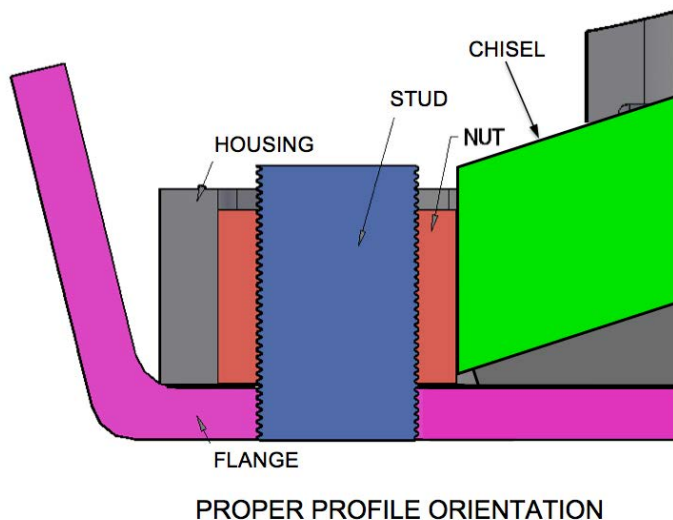 CHISEL
STUD
NUT
HOUSING
FLANGE
PROPER PROFILE ORIENTATION